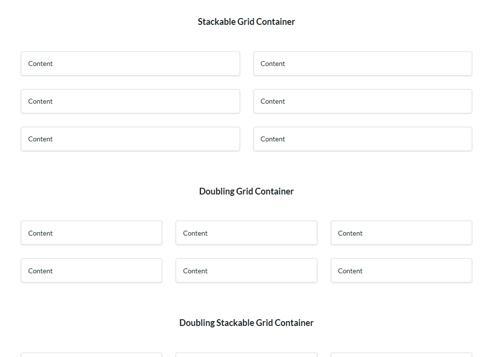 Stackable Grid Container
Content Content
Content Content
Content Content
Doubling Grid Container
Content Content Content
Content Content Content
Doubling Stackable Grid Container